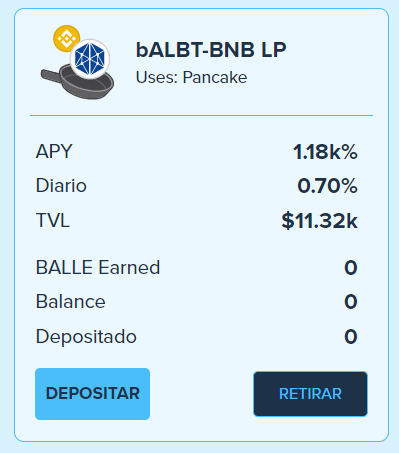 bALBT-BNB LP
Uses: Pancake
APY 1.18k%
Diario 0.70%
TVL $11.32k
BALLE Earned 0
Balance 0
Depositado 0
DEPOSITAR RETIRAR